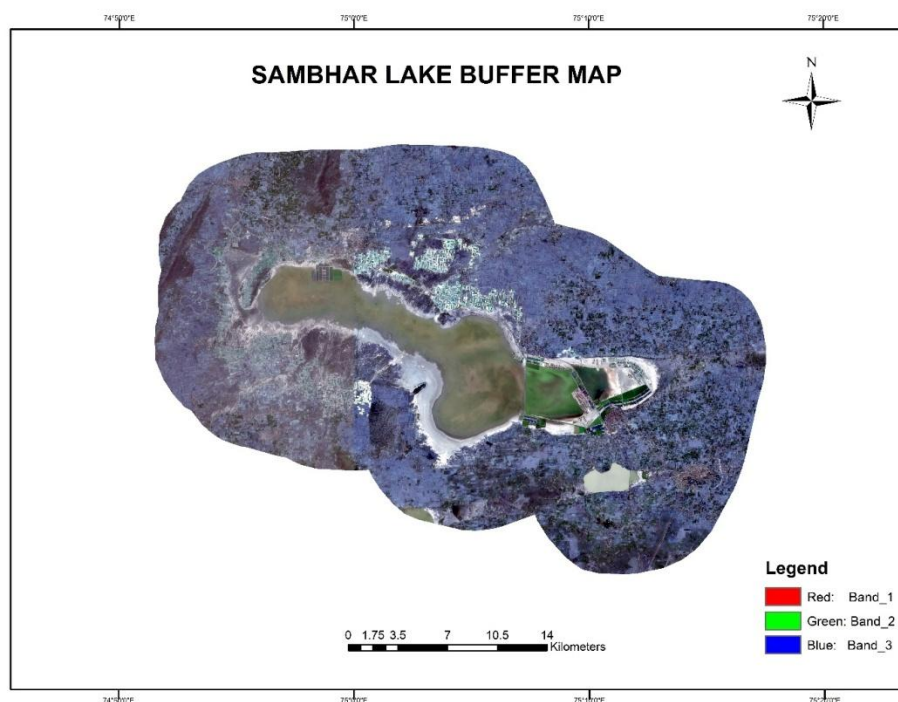 74°50'0"E 75°0'0"E 75°10'0"E 75°20'0"E
SAMBHAR LAKE BUFFER MAP
N
Legend
Red: Band_1
Green: Band_2
Blue: Band_3
0 1.75 3.5 7 10.5 14
Kilometers
74°50'0"E 75°0'0"E 75°10'0"E 75°20'0"E